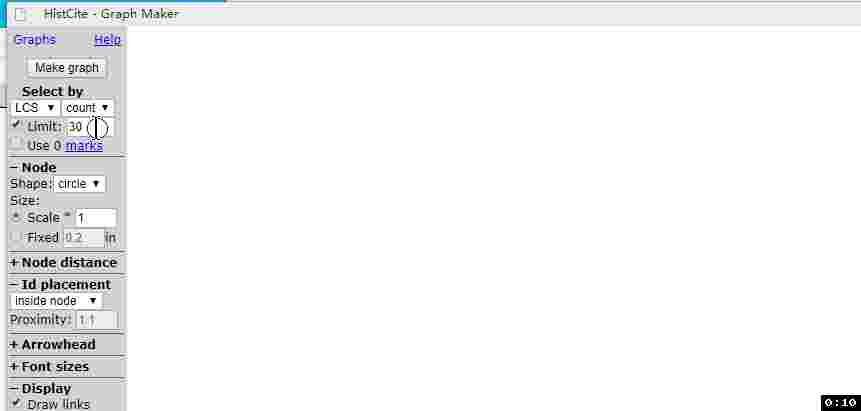 HistCite - Graph Maker
Graphs Help
Make graph
Select by
LCS count
Limit: 30
Use 0 marks
− Node
Shape: circle
Size:
Scale * 1
Fixed 0.2 in
+ Node distance
− Id placement
inside node
Proximity: 1.1
+ Arrowhead
+ Font sizes
− Display
Draw links
0:10